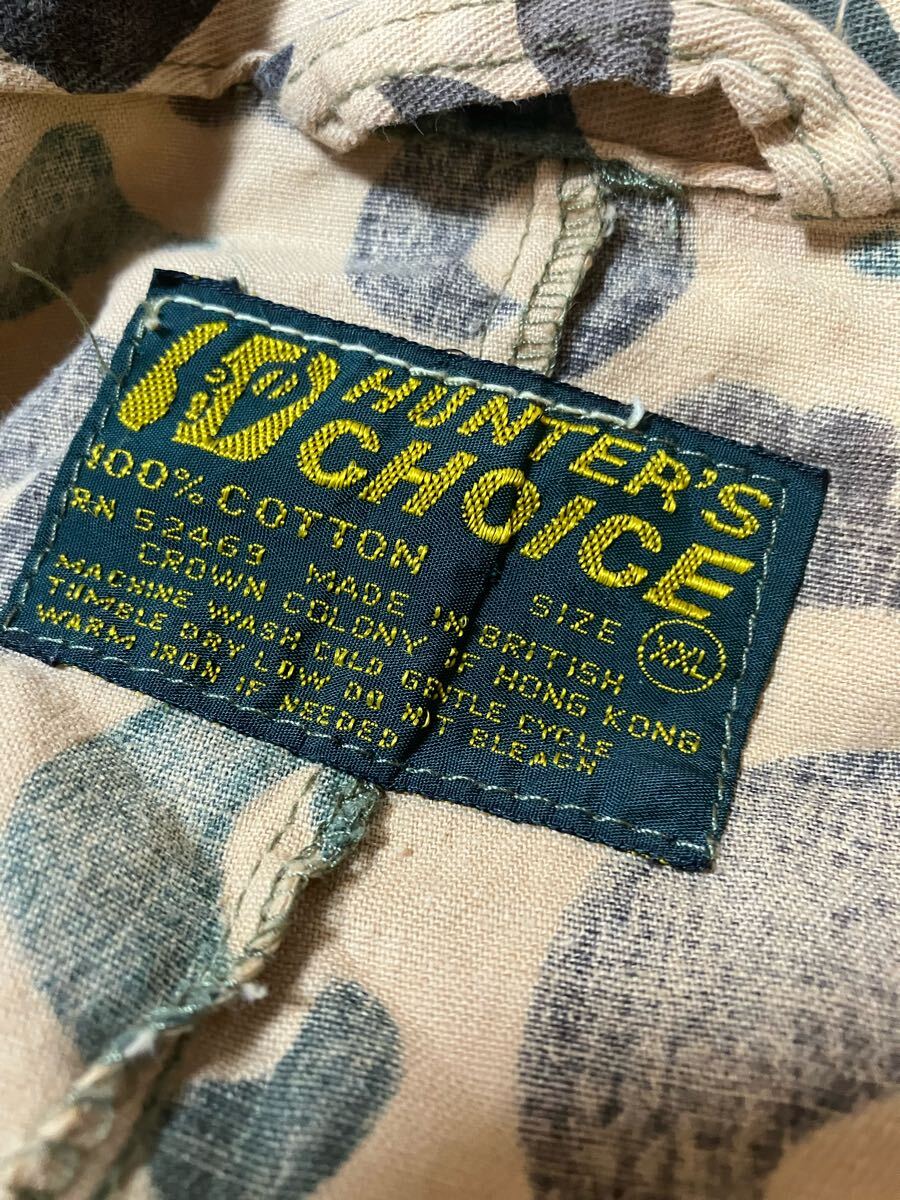 HUNTER'S
CHOICE
100% COTTON
RN 52469 SIZE XXL
MADE IN BRITISH
CROWN COLONY OF HONG KONG
MACHINE WASH COLD GENTLE CYCLE
TUMBLE DRY LOW DO NOT BLEACH
WARM IRON IF NEEDED